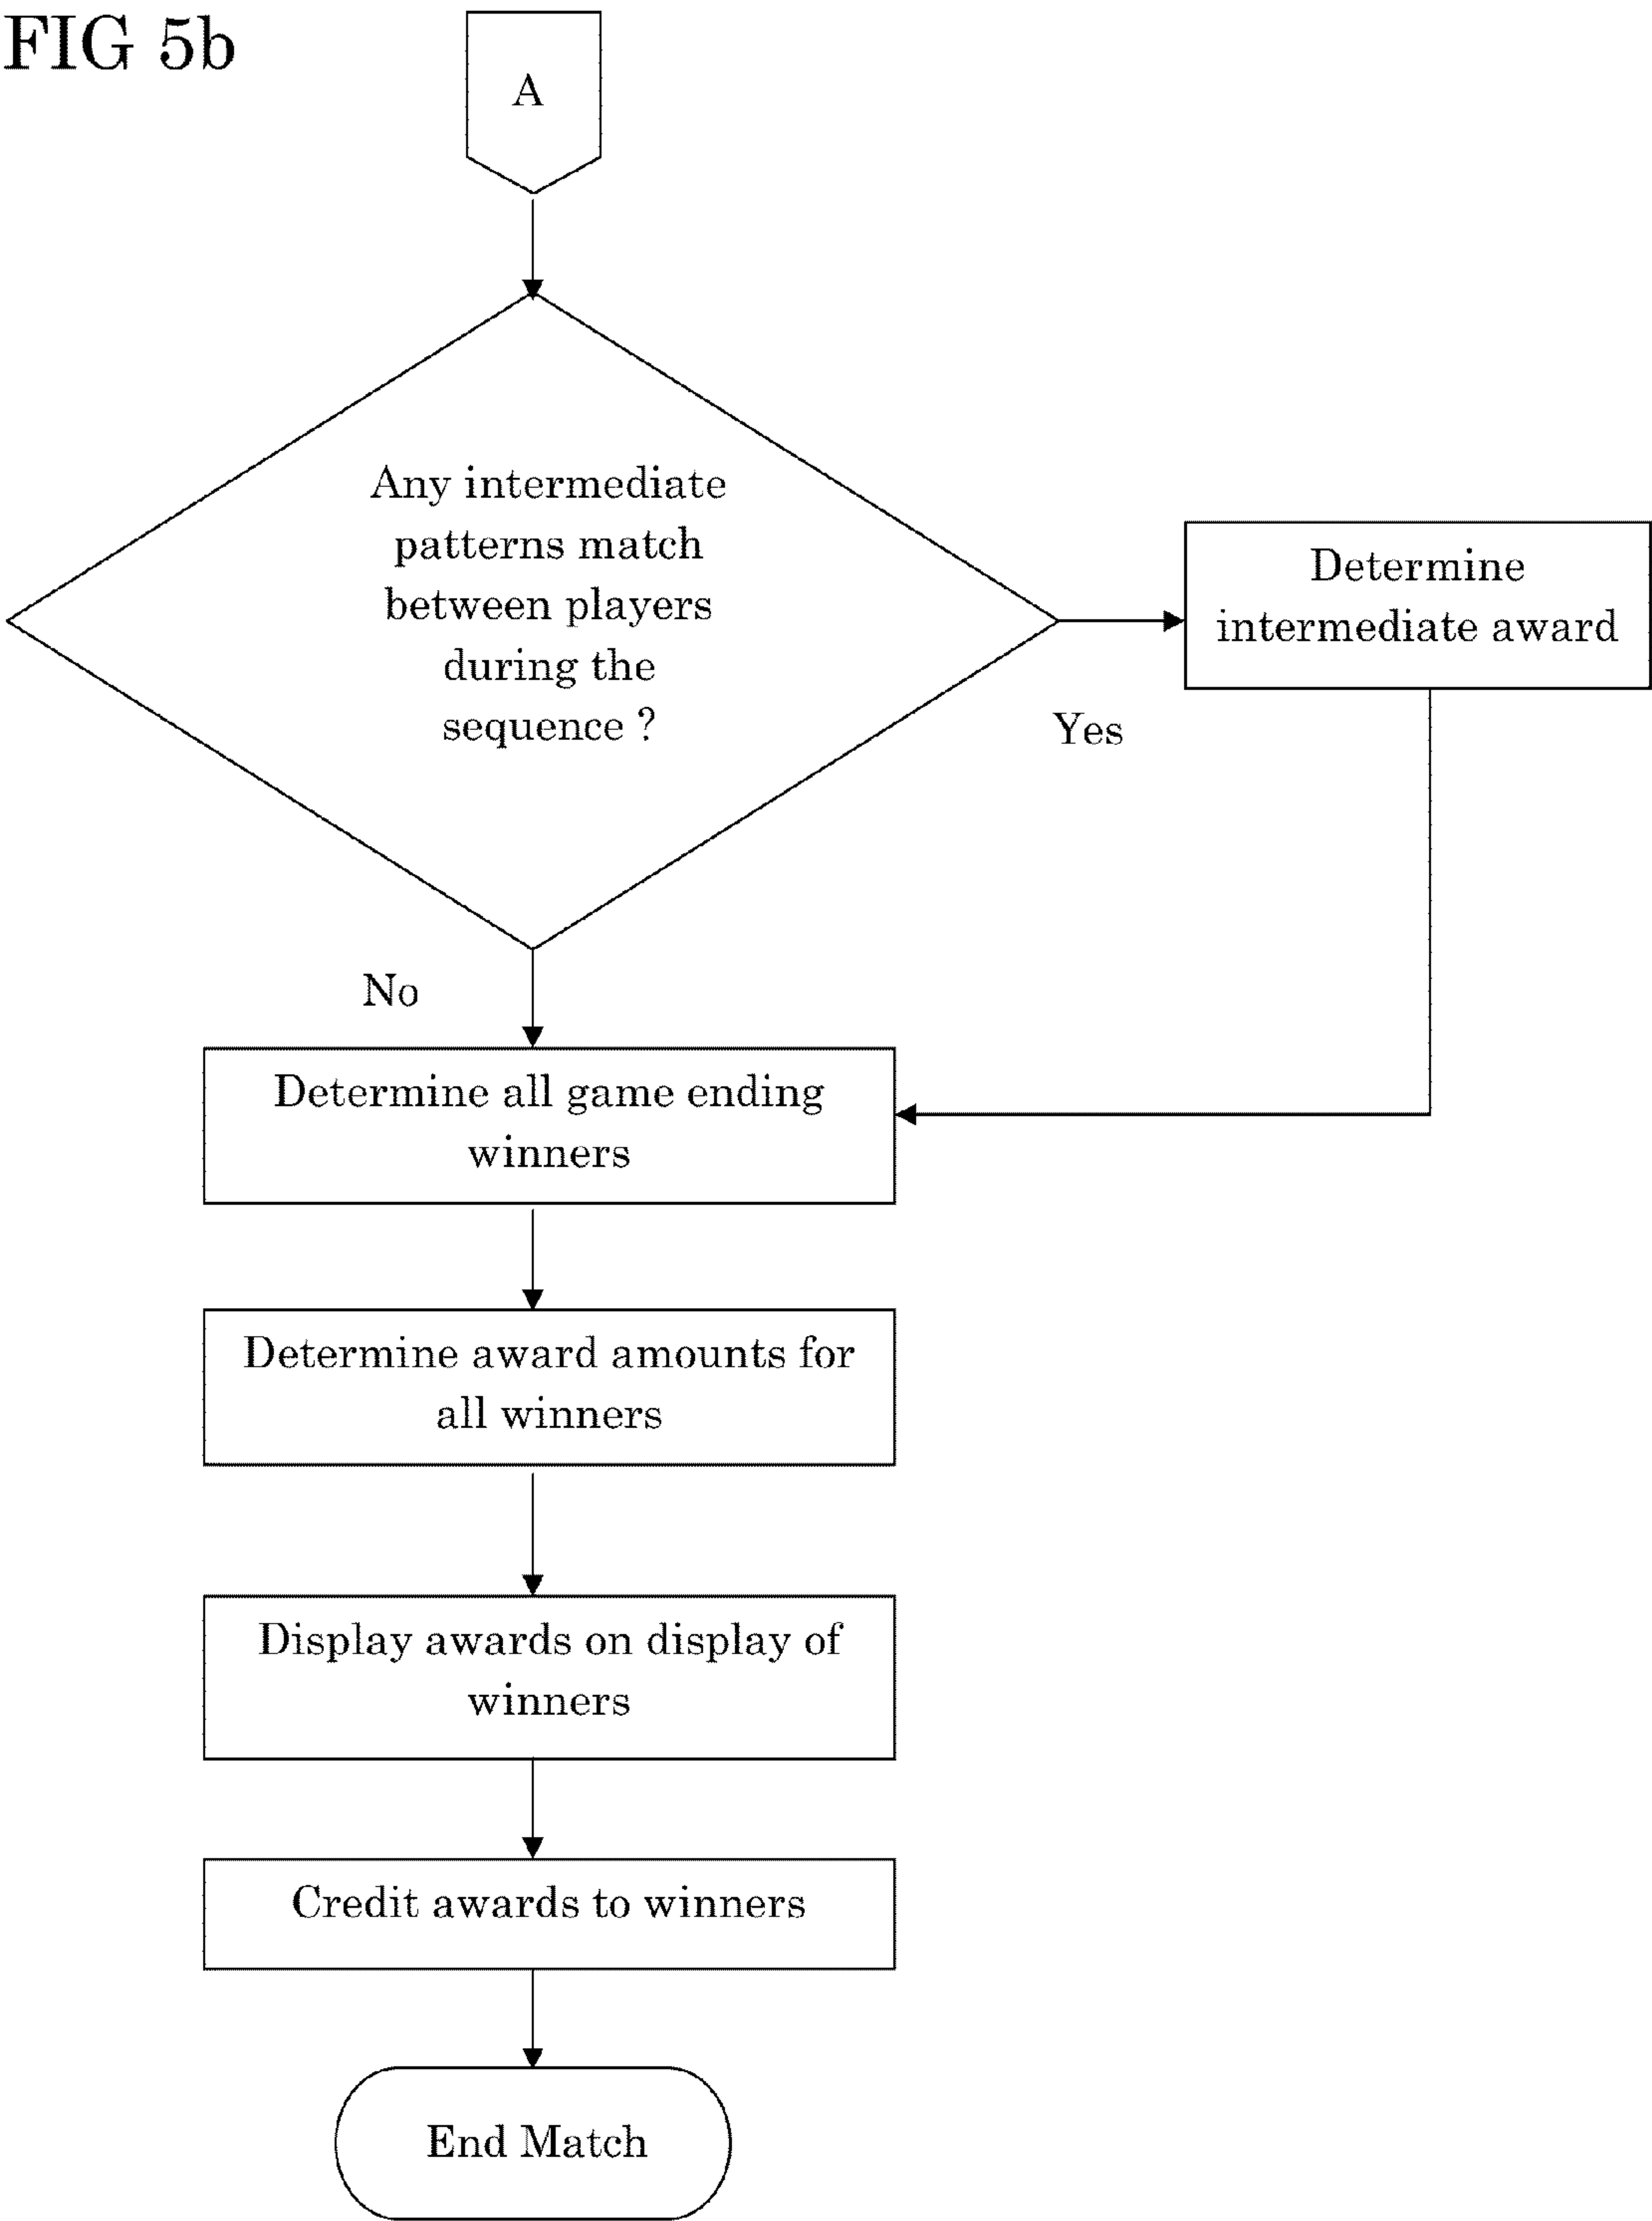 FIG 5b
A
Any intermediate
patterns match
between players
during the
sequence ?
Determine
intermediate award
Yes
No
Determine all game ending
winners
Determine award amounts for
all winners
Display awards on display of
winners
Credit awards to winners
End Match